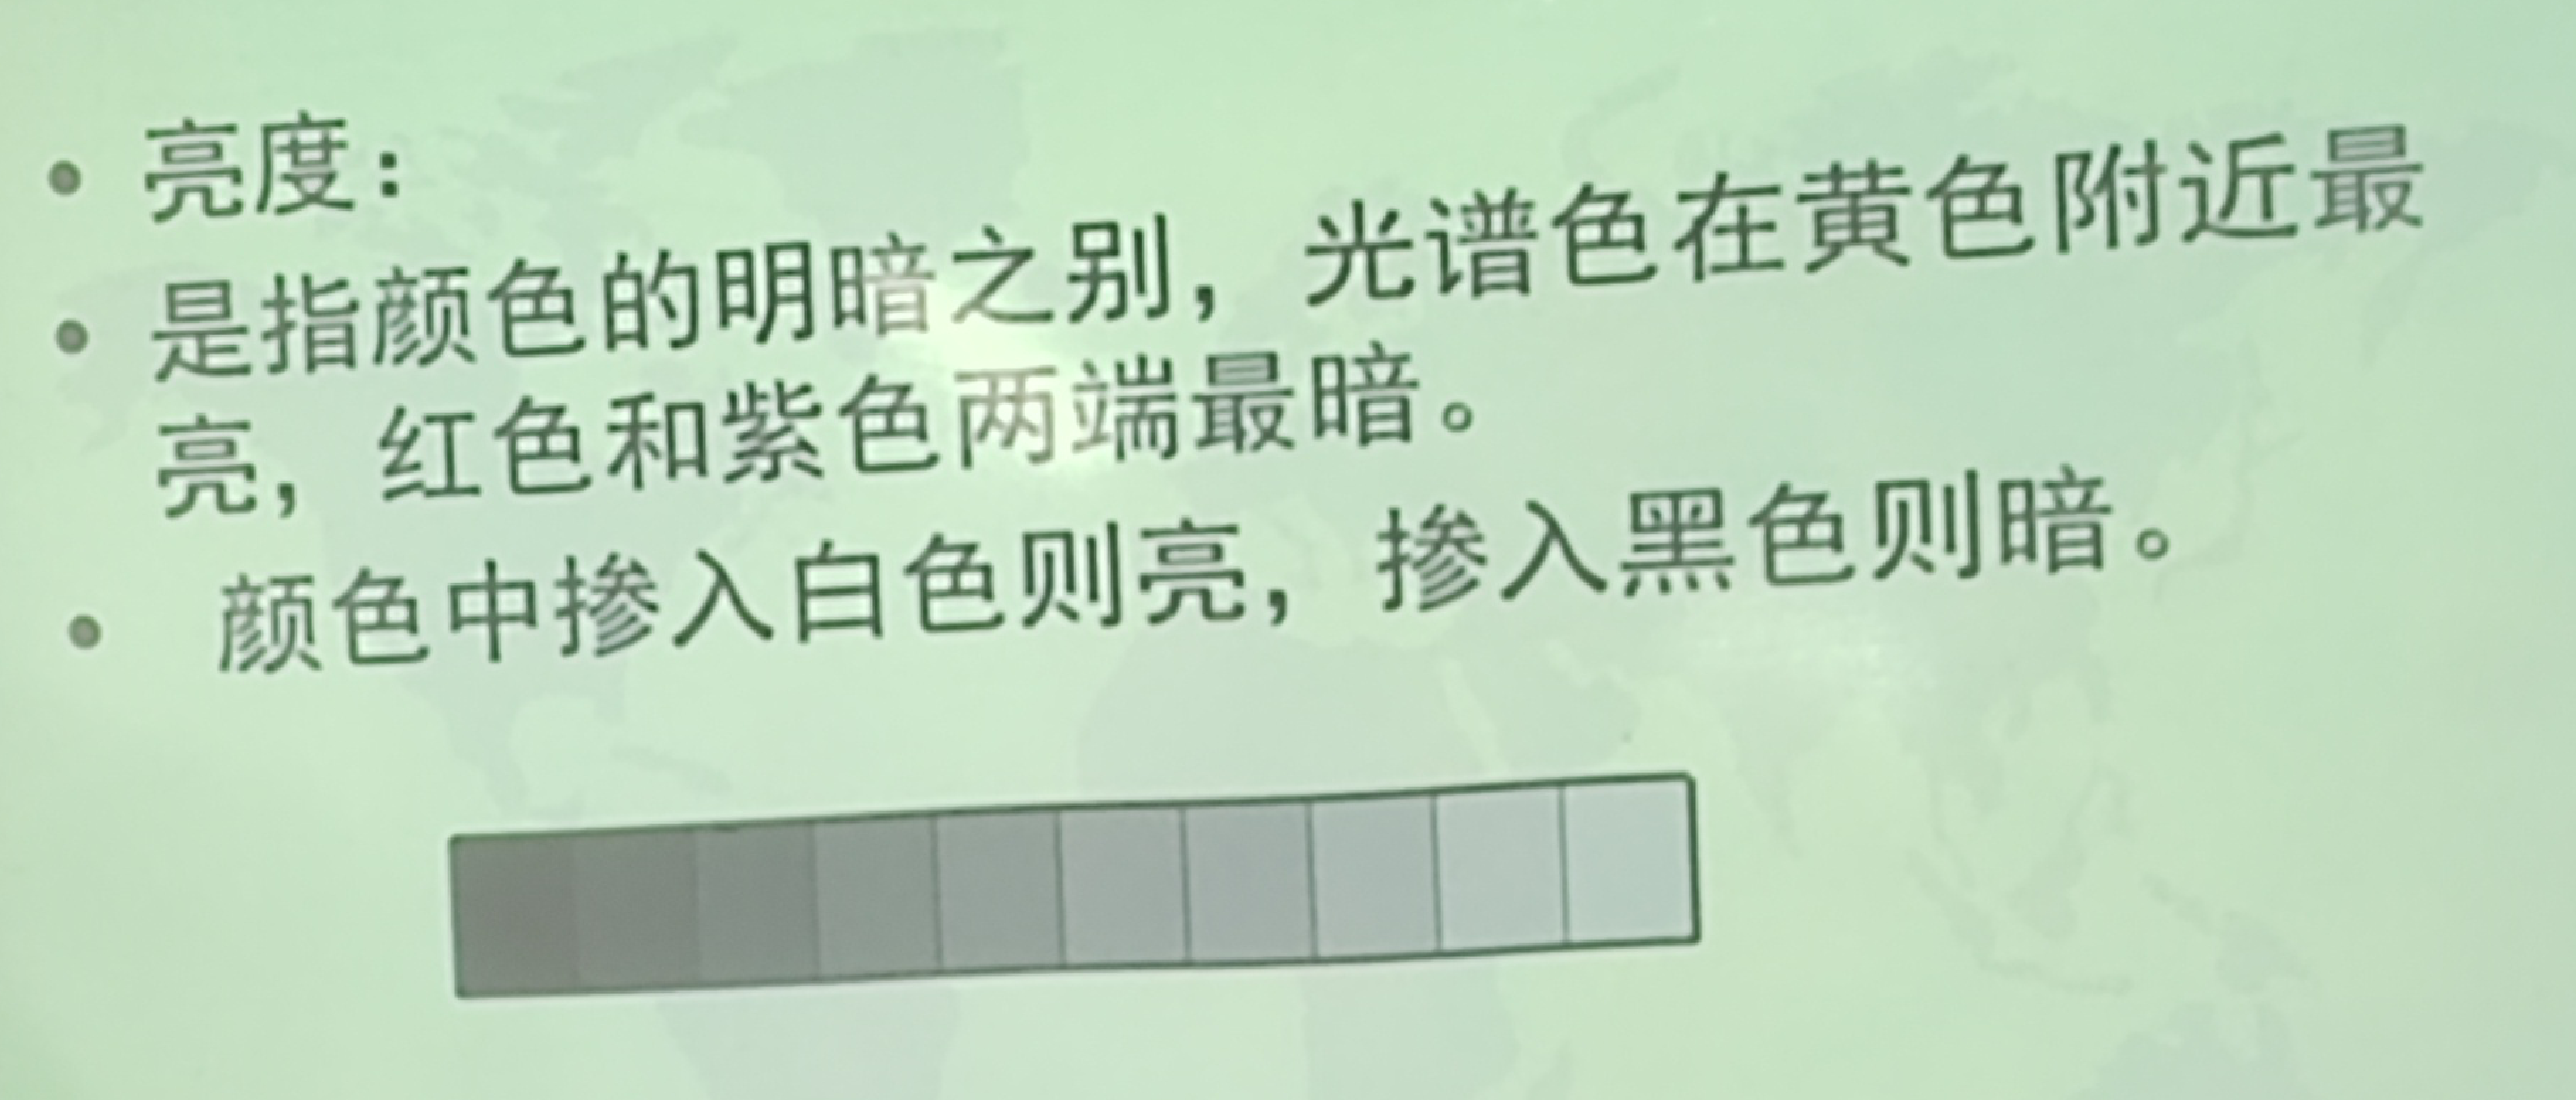 • 亮度：
• 是指颜色的明暗之别，光谱色在黄色附近最
亮，红色和紫色两端最暗。
• 颜色中掺入白色则亮，掺入黑色则暗。